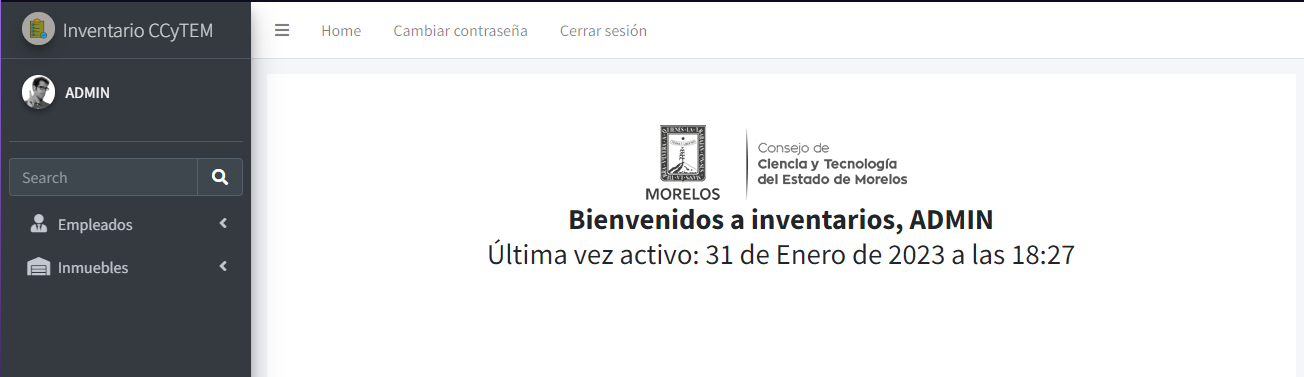 Inventario CCyTEM
Home
Cambiar contraseña
Cerrar sesión
ADMIN
Search
Empleados
Inmuebles
MORELOS
Consejo de
Ciencia y Tecnología
del Estado de Morelos
Bienvenidos a inventarios, ADMIN
Última vez activo: 31 de Enero de 2023 a las 18:27